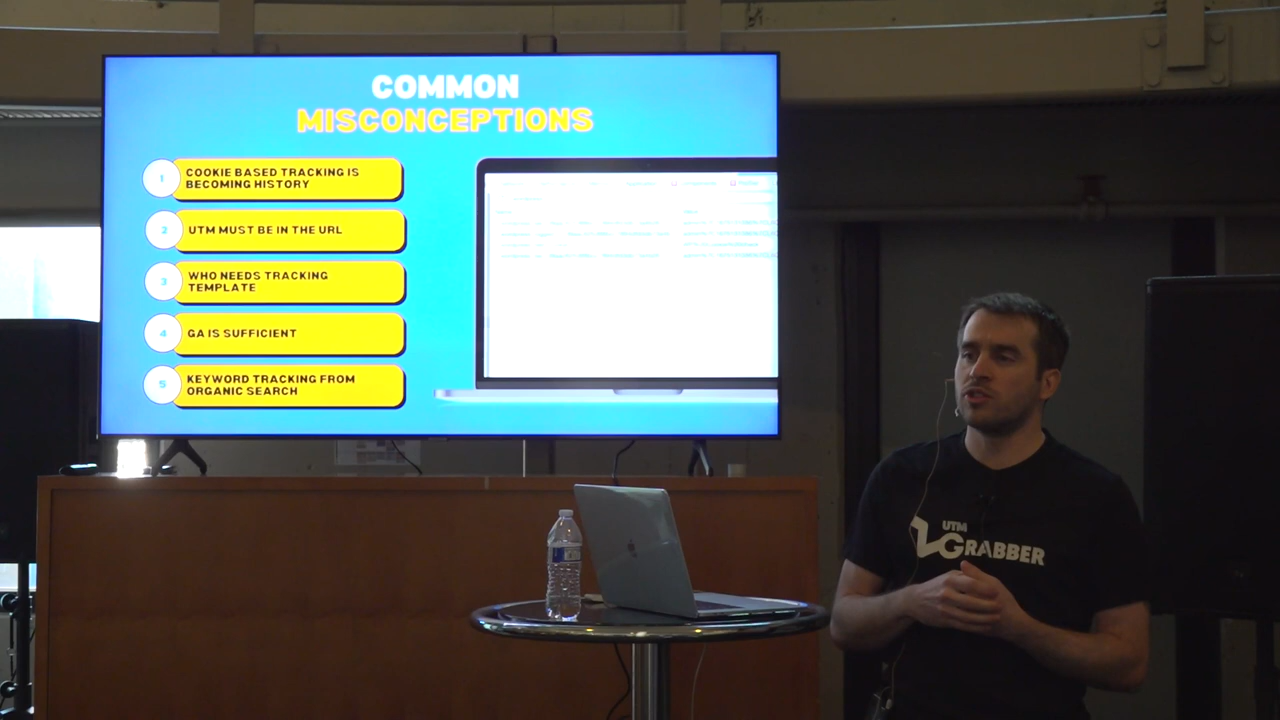 COMMON
MISCONCEPTIONS
1
COOKIE BASED TRACKING IS
BECOMING HISTORY
2
UTM MUST BE IN THE URL
3
WHO NEEDS TRACKING
TEMPLATE
4
GA IS SUFFICIENT
5
KEYWORD TRACKING FROM
ORGANIC SEARCH
UTM
GRABBER